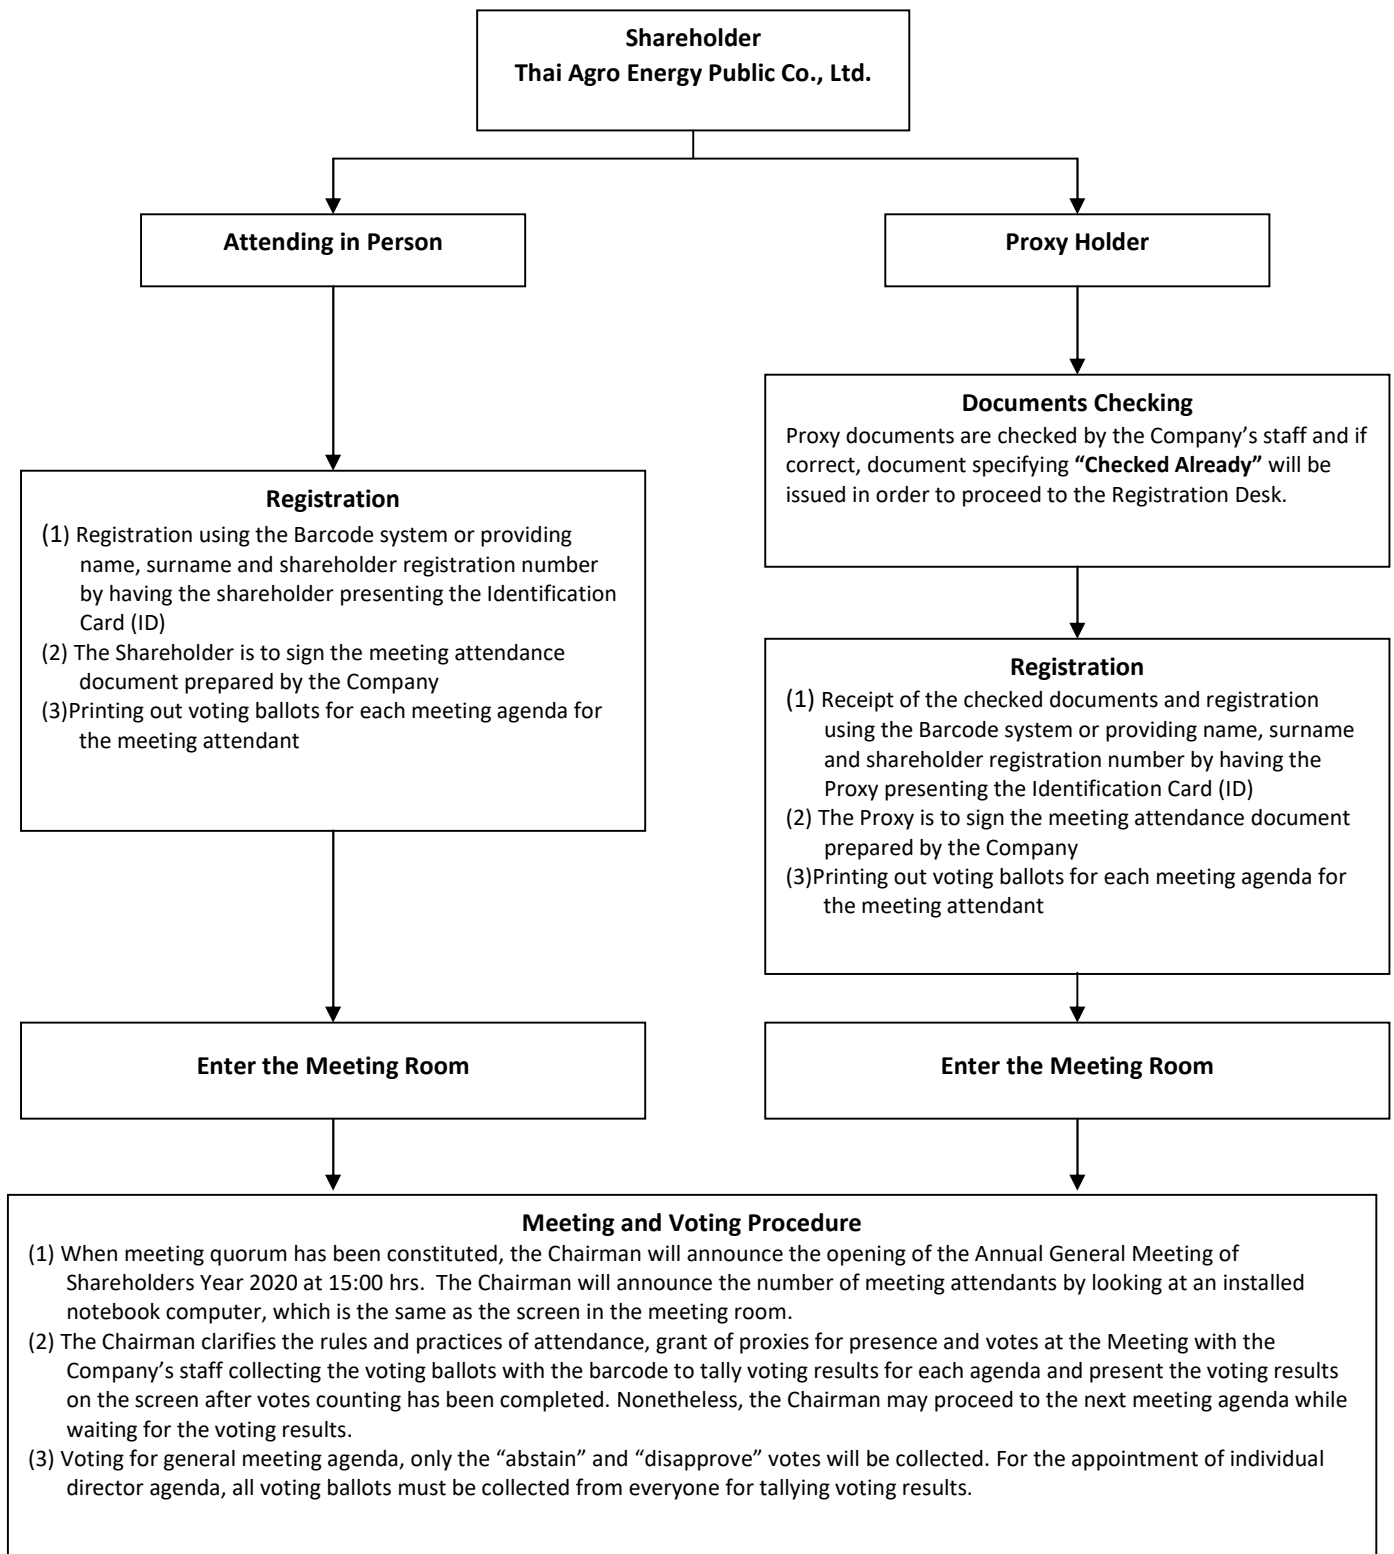 Shareholder
Thai Agro Energy Public Co., Ltd.
Attending in Person
Proxy Holder
Documents Checking
Proxy documents are checked by the Company’s staff and if
correct, document specifying “Checked Already” will be
issued in order to proceed to the Registration Desk.
Registration
(1) Registration using the Barcode system or providing
name, surname and shareholder registration number
by having the shareholder presenting the Identification
Card (ID)
(2) The Shareholder is to sign the meeting attendance
document prepared by the Company
(3)Printing out voting ballots for each meeting agenda for
the meeting attendant
Registration
(1) Receipt of the checked documents and registration
using the Barcode system or providing name, surname
and shareholder registration number by having the
Proxy presenting the Identification Card (ID)
(2) The Proxy is to sign the meeting attendance document
prepared by the Company
(3)Printing out voting ballots for each meeting agenda for
the meeting attendant
Enter the Meeting Room
Enter the Meeting Room
Meeting and Voting Procedure
(1) When meeting quorum has been constituted, the Chairman will announce the opening of the Annual General Meeting of
Shareholders Year 2020 at 15:00 hrs.  The Chairman will announce the number of meeting attendants by looking at an installed
notebook computer, which is the same as the screen in the meeting room.
(2) The Chairman clarifies the rules and practices of attendance, grant of proxies for presence and votes at the Meeting with the
Company’s staff collecting the voting ballots with the barcode to tally voting results for each agenda and present the voting results
on the screen after votes counting has been completed. Nonetheless, the Chairman may proceed to the next meeting agenda while
waiting for the voting results.
(3) Voting for general meeting agenda, only the “abstain” and “disapprove” votes will be collected. For the appointment of individual
director agenda, all voting ballots must be collected from everyone for tallying voting results.